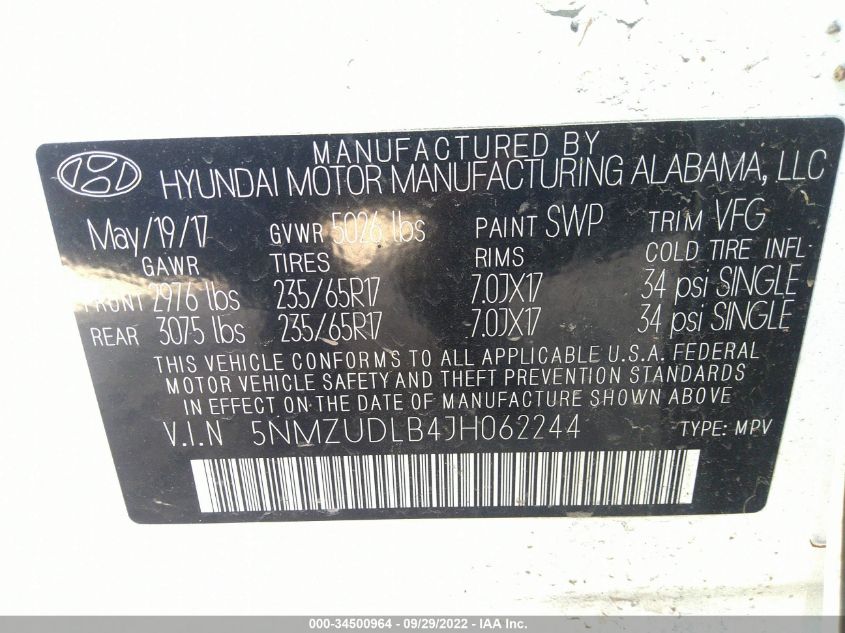 MANUFACTURED BY
HYUNDAI MOTOR MANUFACTURING ALABAMA, LLC
May/19/17 GVWR 5026 lbs PAINT SWP TRIM VFG
GAWR TIRES RIMS COLD TIRE INFL.
FRONT 2976 lbs 235/65R17 7.0JX17 34 psi SINGLE
REAR 3075 lbs 235/65R17 7.0JX17 34 psi SINGLE
THIS VEHICLE CONFORMS TO ALL APPLICABLE U.S.A. FEDERAL
MOTOR VEHICLE SAFETY AND THEFT PREVENTION STANDARDS
IN EFFECT ON THE DATE OF MANUFACTURE SHOWN ABOVE.
V.I.N 5NMZUDLB4JH062244 TYPE: MPV
000-34500964 - 09/29/2022 - IAA Inc.